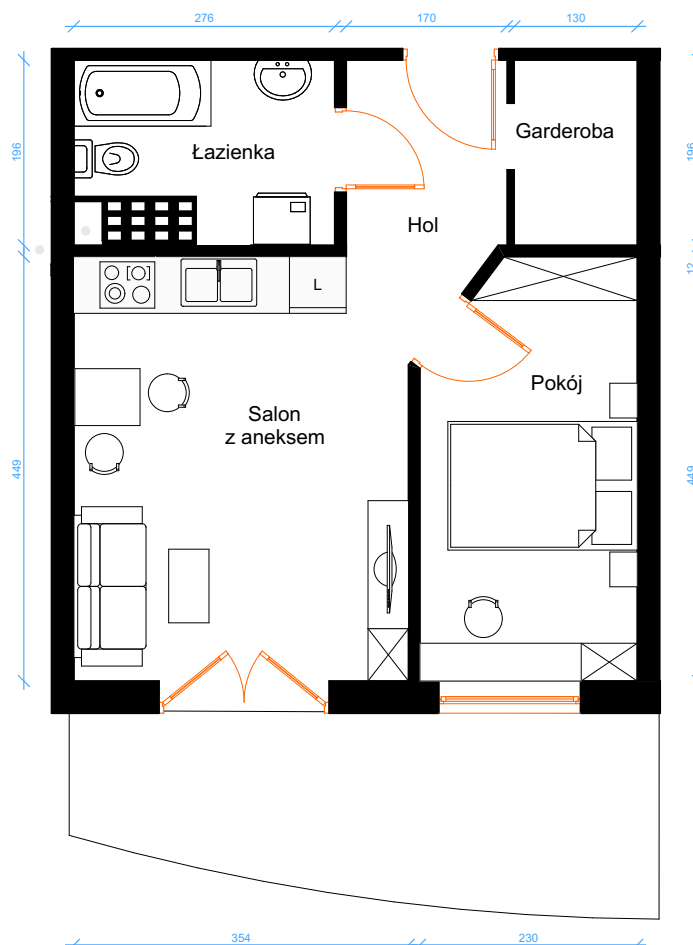 276
170
130
196
196
Łazienka
Garderoba
Hol
12
L
Pokój
Salon
z aneksem
449
449
354
230